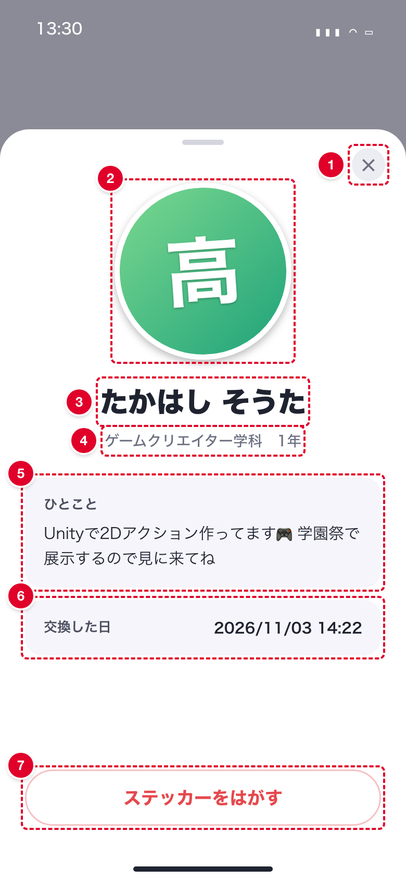 13:30
1
2
高
3
たかはし そうた
4
ゲームクリエイター学科 1年
5
ひとこと
Unityで2Dアクション作ってます🎮 学園祭で
展示するので見に来てね
6
交換した日 2026/11/03 14:22
7
ステッカーをはがす